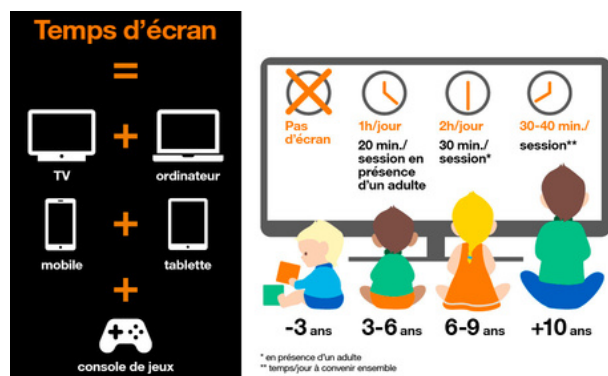 Temps d'écran
=
+
TV
ordinateur
+
mobile
tablette
+
console de jeux
Pas
d'écran
1h/jour
20 min./
session en
présence
d'un adulte
2h/jour
30 min./
session*
30-40 min./
session**
-3 ans
3-6 ans
6-9 ans
+10 ans
* en présence d'un adulte
** temps/jour à convenir ensemble